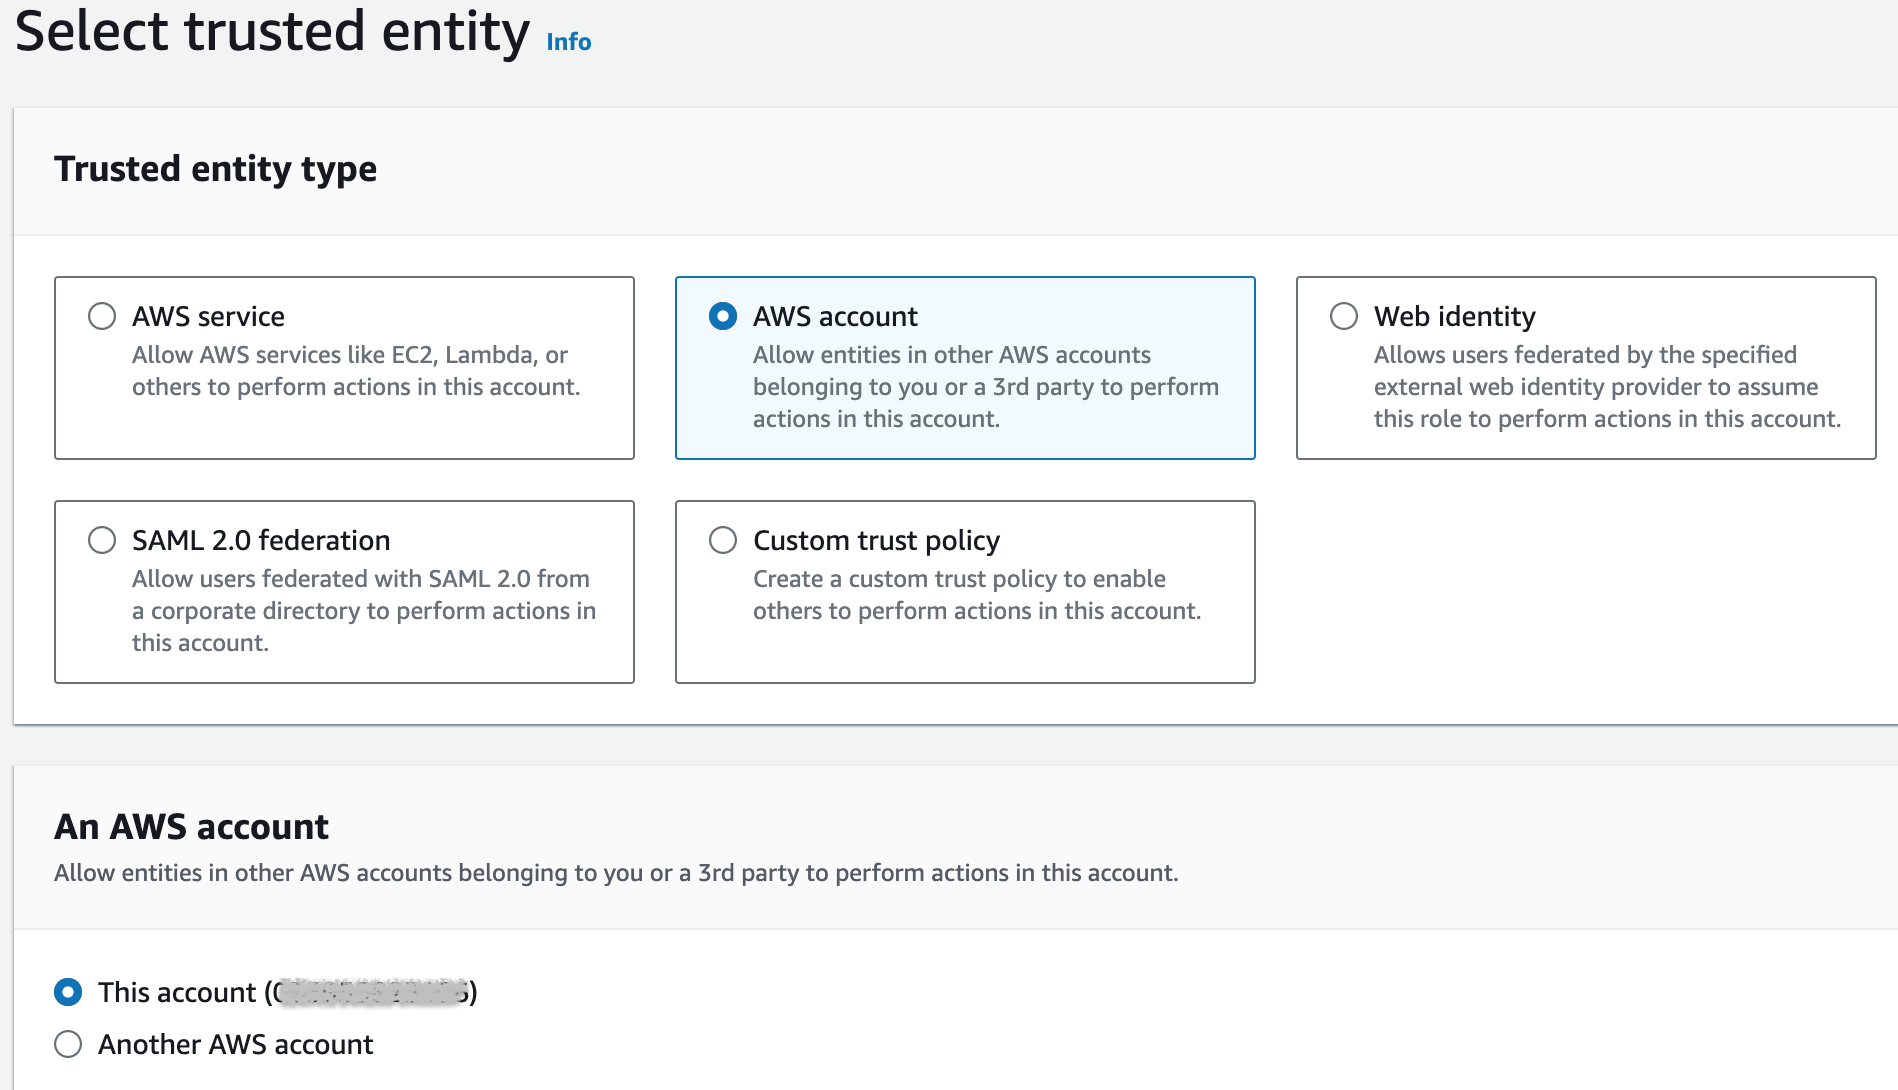 Select trusted entity Info
Trusted entity type
AWS service
Allow AWS services like EC2, Lambda, or
others to perform actions in this account.
AWS account
Allow entities in other AWS accounts
belonging to you or a 3rd party to perform
actions in this account.
Web identity
Allows users federated by the specified
external web identity provider to assume
this role to perform actions in this account.
SAML 2.0 federation
Allow users federated with SAML 2.0 from
a corporate directory to perform actions in
this account.
Custom trust policy
Create a custom trust policy to enable
others to perform actions in this account.
An AWS account
Allow entities in other AWS accounts belonging to you or a 3rd party to perform actions in this account.
This account
Another AWS account